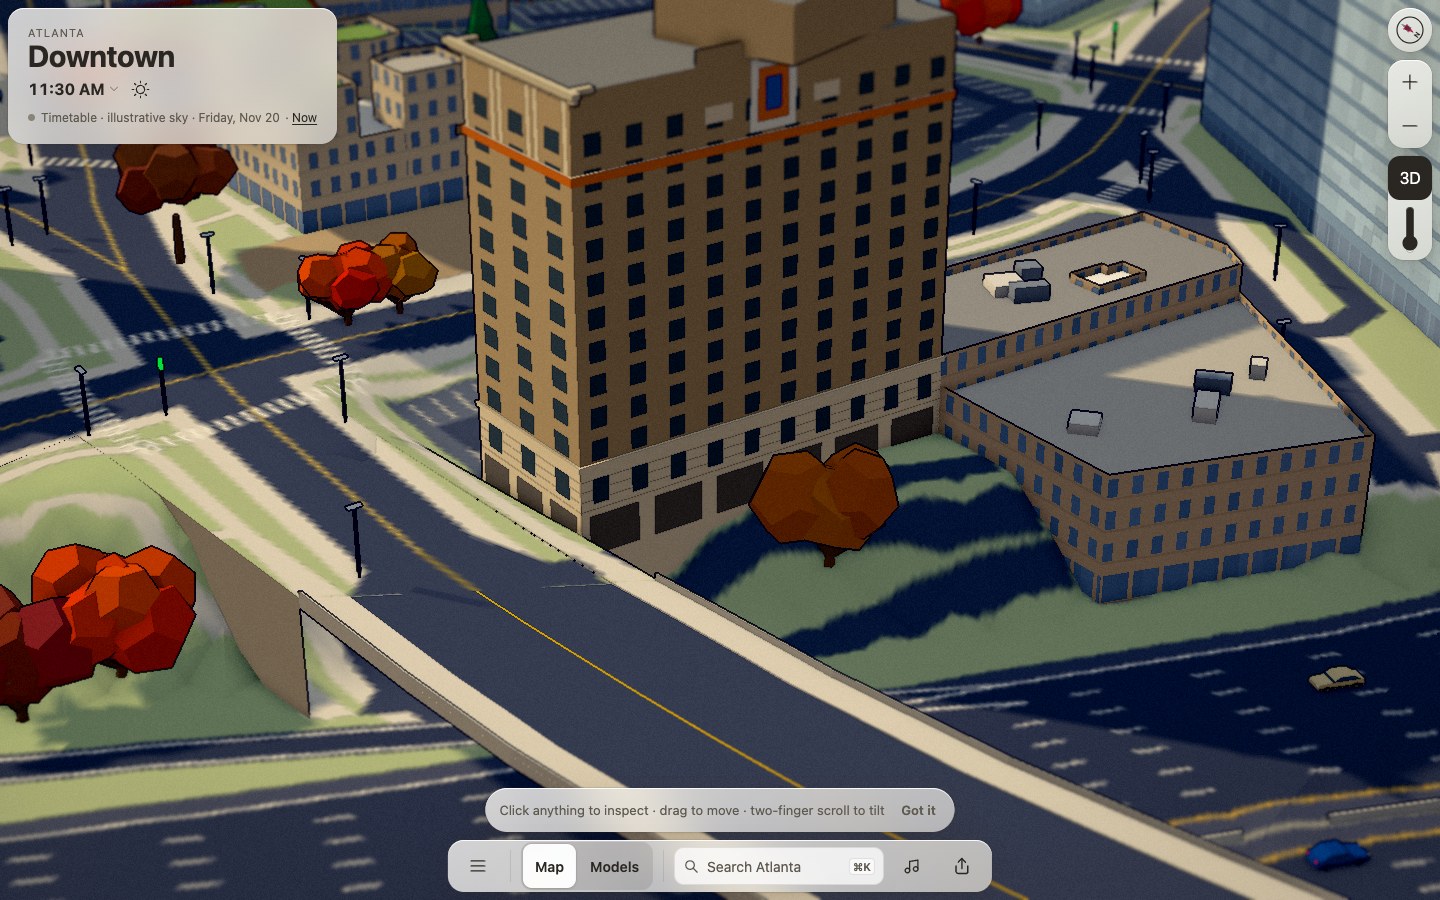 ATLANTA
Downtown
11:30 AM
Timetable · illustrative sky · Friday, Nov 20 · Now
N
3D
Click anything to inspect · drag to move · two-finger scroll to tilt Got it
Map Models Search Atlanta ⌘K